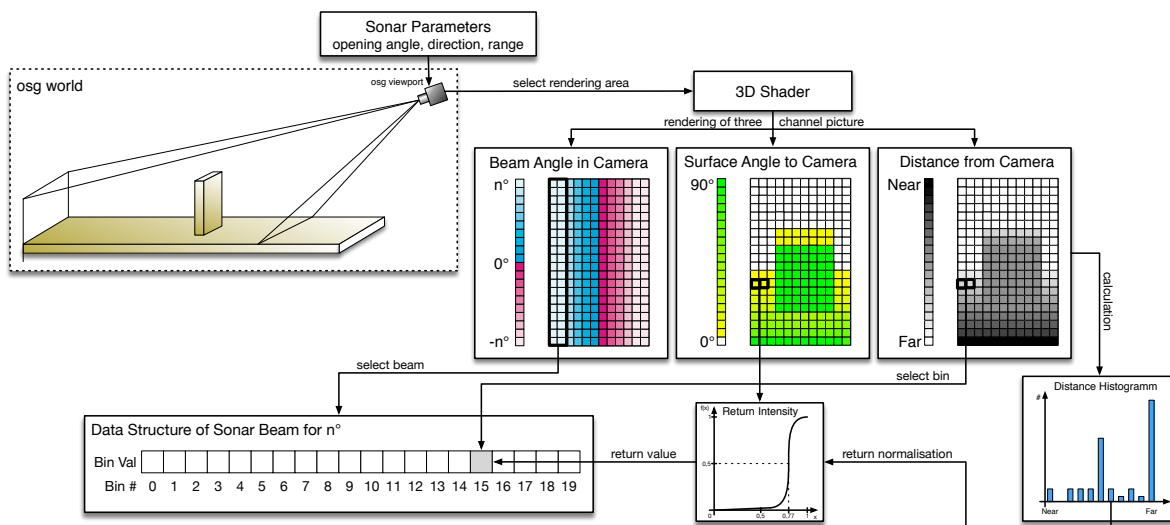 Sonar Parameters
opening angle, direction, range
osg world
osg viewport
select rendering area
3D Shader
rendering of three channel picture
Beam Angle in Camera
n°
0°
-n°
Surface Angle to Camera
90°
0°
Distance from Camera
Near
Far
calculation
select beam
select bin
Data Structure of Sonar Beam for n°
Bin Val
Bin # 0 1 2 3 4 5 6 7 8 9 10 11 12 13 14 15 16 17 18 19
return value
Return Intensity
f(x)
1
0,5
0,5 0,77 1 x
return normalisation
Distance Histogramm
#
Near Far